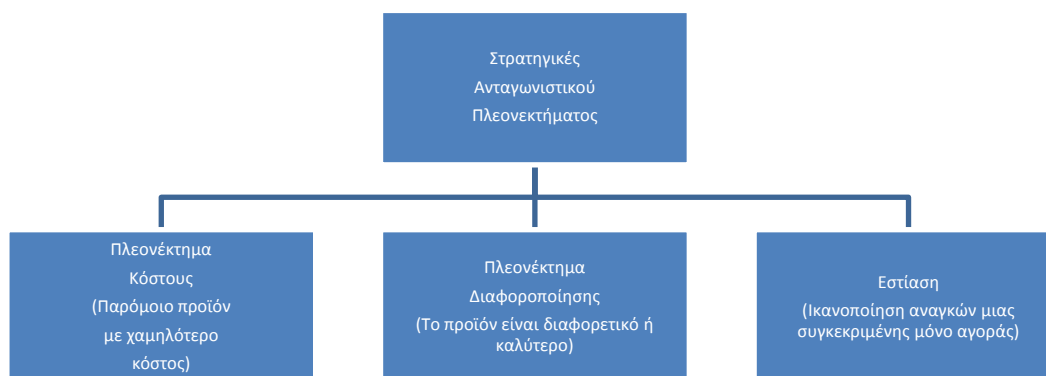 Στρατηγικές
Ανταγωνιστικού
Πλεονεκτήματος
Πλεονέκτημα
Κόστους
(Παρόμοιο προϊόν
με χαμηλότερο
κόστος)
Πλεονέκτημα
Διαφοροποίησης
(Το προϊόν είναι διαφορετικό ή
καλύτερο)
Εστίαση
(Ικανοποίηση αναγκών μιας
συγκεκριμένης μόνο αγοράς)